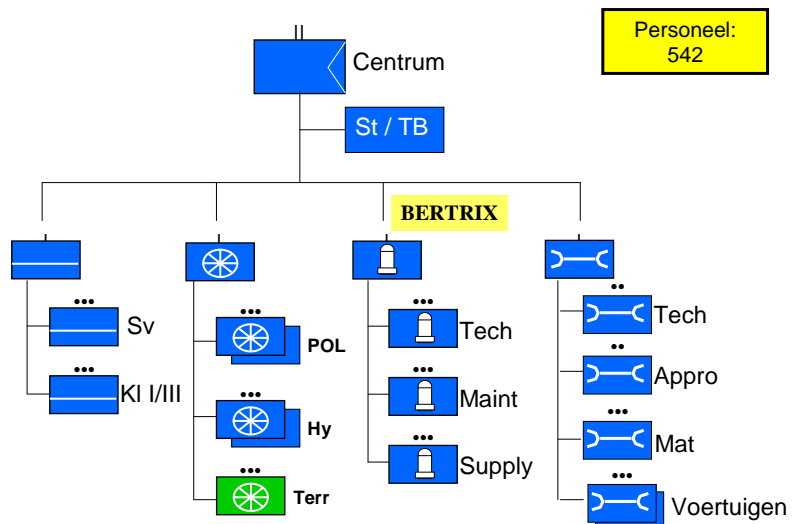 Personeel:
542
Centrum
St / TB
BERTRIX
Sv
Kl I/III
POL
Hy
Terr
Tech
Maint
Supply
Tech
Appro
Mat
Voertuigen